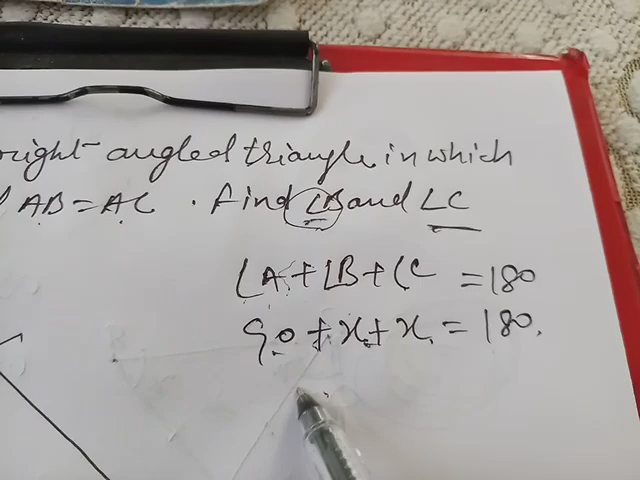 right angled triangle in which
AB = AC . Find ∠B and ∠C
∠A + ∠B + ∠C = 180
90 + x + x = 180.